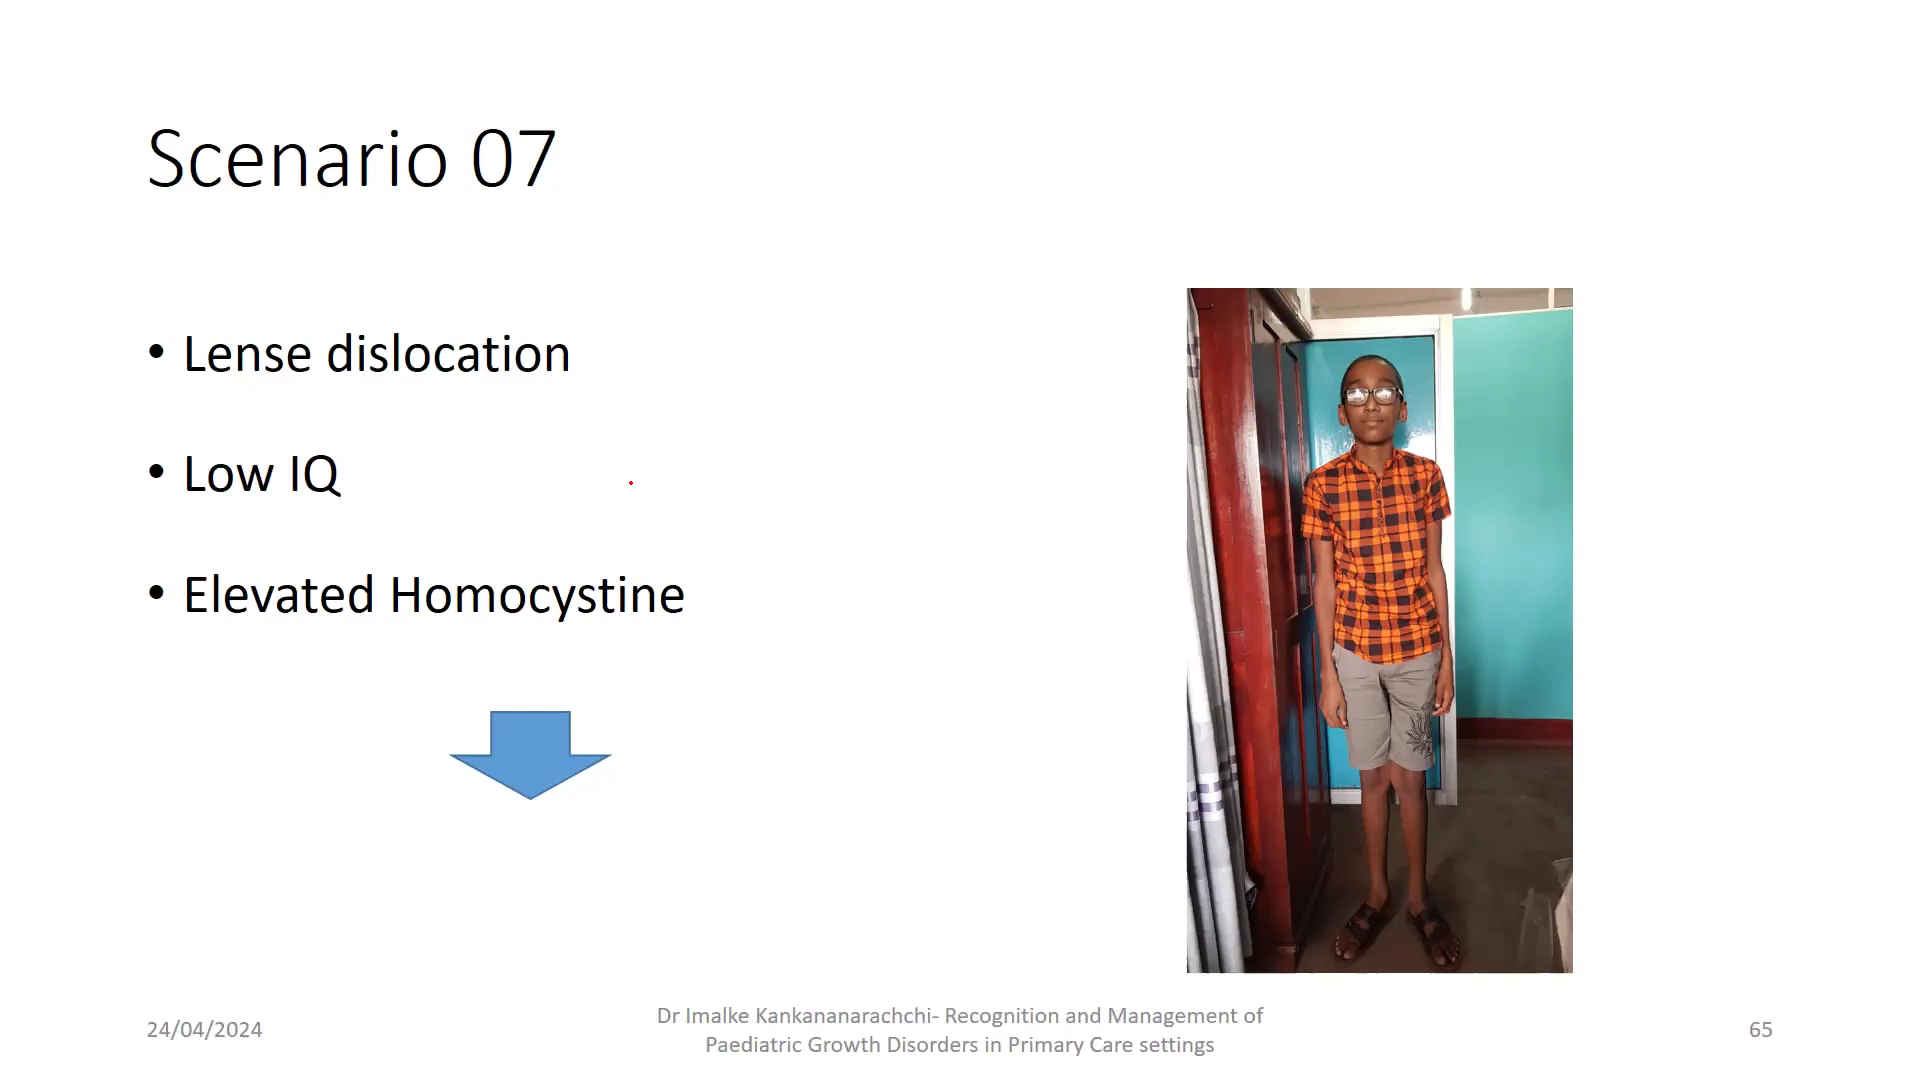 Scenario 07
• Lense dislocation
• Low IQ
• Elevated Homocystine
24/04/2024
Dr Imalke Kankananarachchi- Recognition and Management of
Paediatric Growth Disorders in Primary Care settings
65